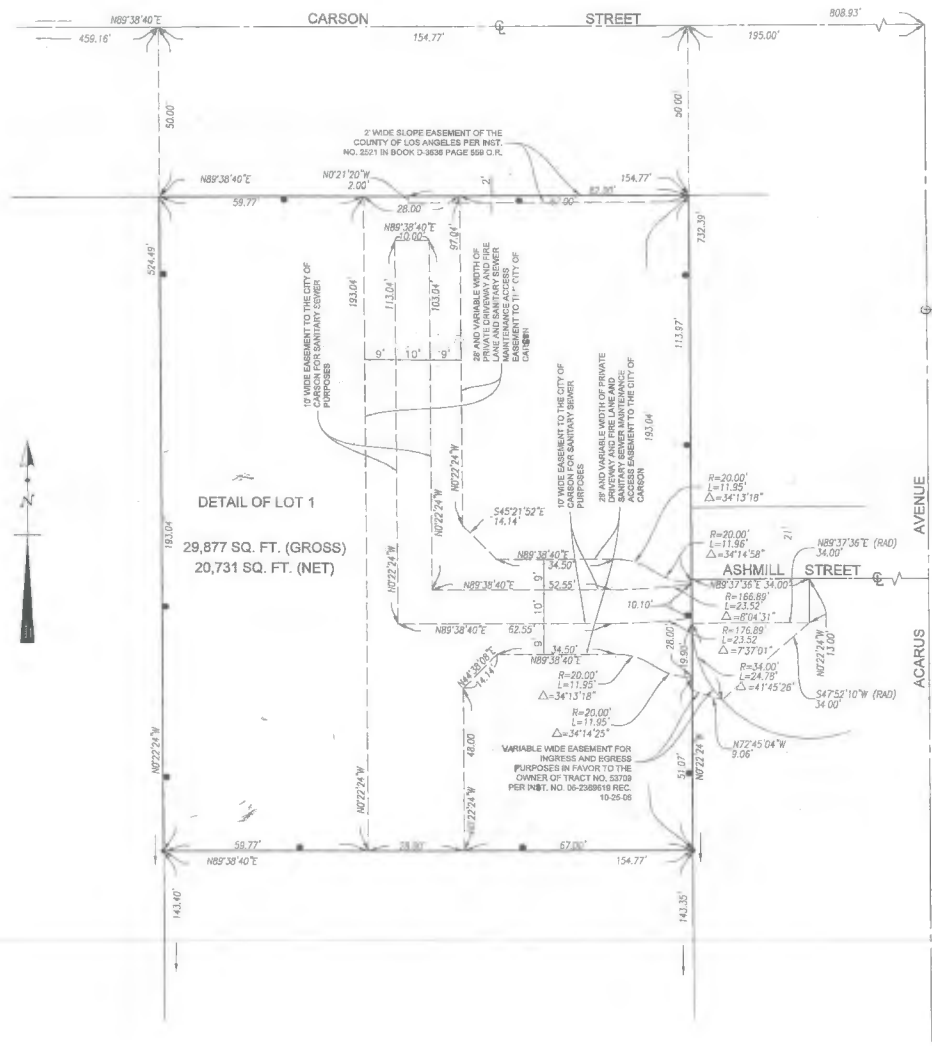 N89°38'40"E
CARSON
℄
STREET
808.93'
459.16'
154.77'
195.00'
50.00'
50.00'
2' WIDE SLOPE EASEMENT OF THE
COUNTY OF LOS ANGELES PER INST.
NO. 2521 IN BOOK D-3636 PAGE 559 O.R.
N89°38'40"E
N0°21'20"W
2.00'
2'
154.77'
59.77'
28.00'
524.49'
732.39'
N89°38'40"E
10.00'
97.04'
193.04'
113.04'
103.04'
10' WIDE EASEMENT TO THE CITY OF
CARSON FOR SANITARY SEWER
PURPOSES
28' AND VARIABLE WIDTH OF
PRIVATE DRIVEWAY AND FIRE
LANE AND SANITARY SEWER
MAINTENANCE ACCESS
EASEMENT TO THE CITY OF
CARSON
9'
10'
9'
113.97'
10' WIDE EASEMENT TO THE CITY OF
CARSON FOR SANITARY SEWER
PURPOSES
28' AND VARIABLE WIDTH OF PRIVATE
DRIVEWAY AND FIRE LANE AND
SANITARY SEWER MAINTENANCE
ACCESS EASEMENT TO THE CITY OF
CARSON
193.04
℄
N
DETAIL OF LOT 1
29,877 SQ. FT. (GROSS)
20,731 SQ. FT. (NET)
193.04
N0°22'24"W
N0°22'24"W
S45°21'52"E
14.14'
R=20.00'
L=11.95'
△=34°13'18"
R=20.00'
L=11.96'
△=34°14'58"
21'
N89°37'36"E (RAD)
34.00'
AVENUE
N89°38'40"E
34.50'
ASHMILL
STREET
℄
N89°37'36"E 34.00'
N0°22'24"W
N89°38'40"E
52.55'
9'
10'
9'
10.10'
R=166.89'
L=23.52
△=8°04'31"
N89°38'40"E
62.55'
R=176.89'
L=23.52
△=7°37'01"
28.00'
19.90'
N0°22'24"W
13.00'
34.50'
N89°38'40"E
N44°38'08"E
14.14'
R=20.00'
L=11.95'
△=34°13'18"
R=34.00'
L=24.78'
△=41°45'26"
S47°52'10"W (RAD)
34.00'
ACARUS
R=20.00'
L=11.95'
△=34°14'25"
N72°45'04"W
9.06'
VARIABLE WIDE EASEMENT FOR
INGRESS AND EGRESS
PURPOSES IN FAVOR TO THE
OWNER OF TRACT NO. 53709
PER INST. NO. 06-2369619 REC.
10-25-06
N0°22'24"W
N0°22'24"W
48.00
N0°22'24"W
51.07'
N0°22'24"W
59.77'
28.00'
67.00'
N89°38'40"E
154.77'
143.40'
143.35'